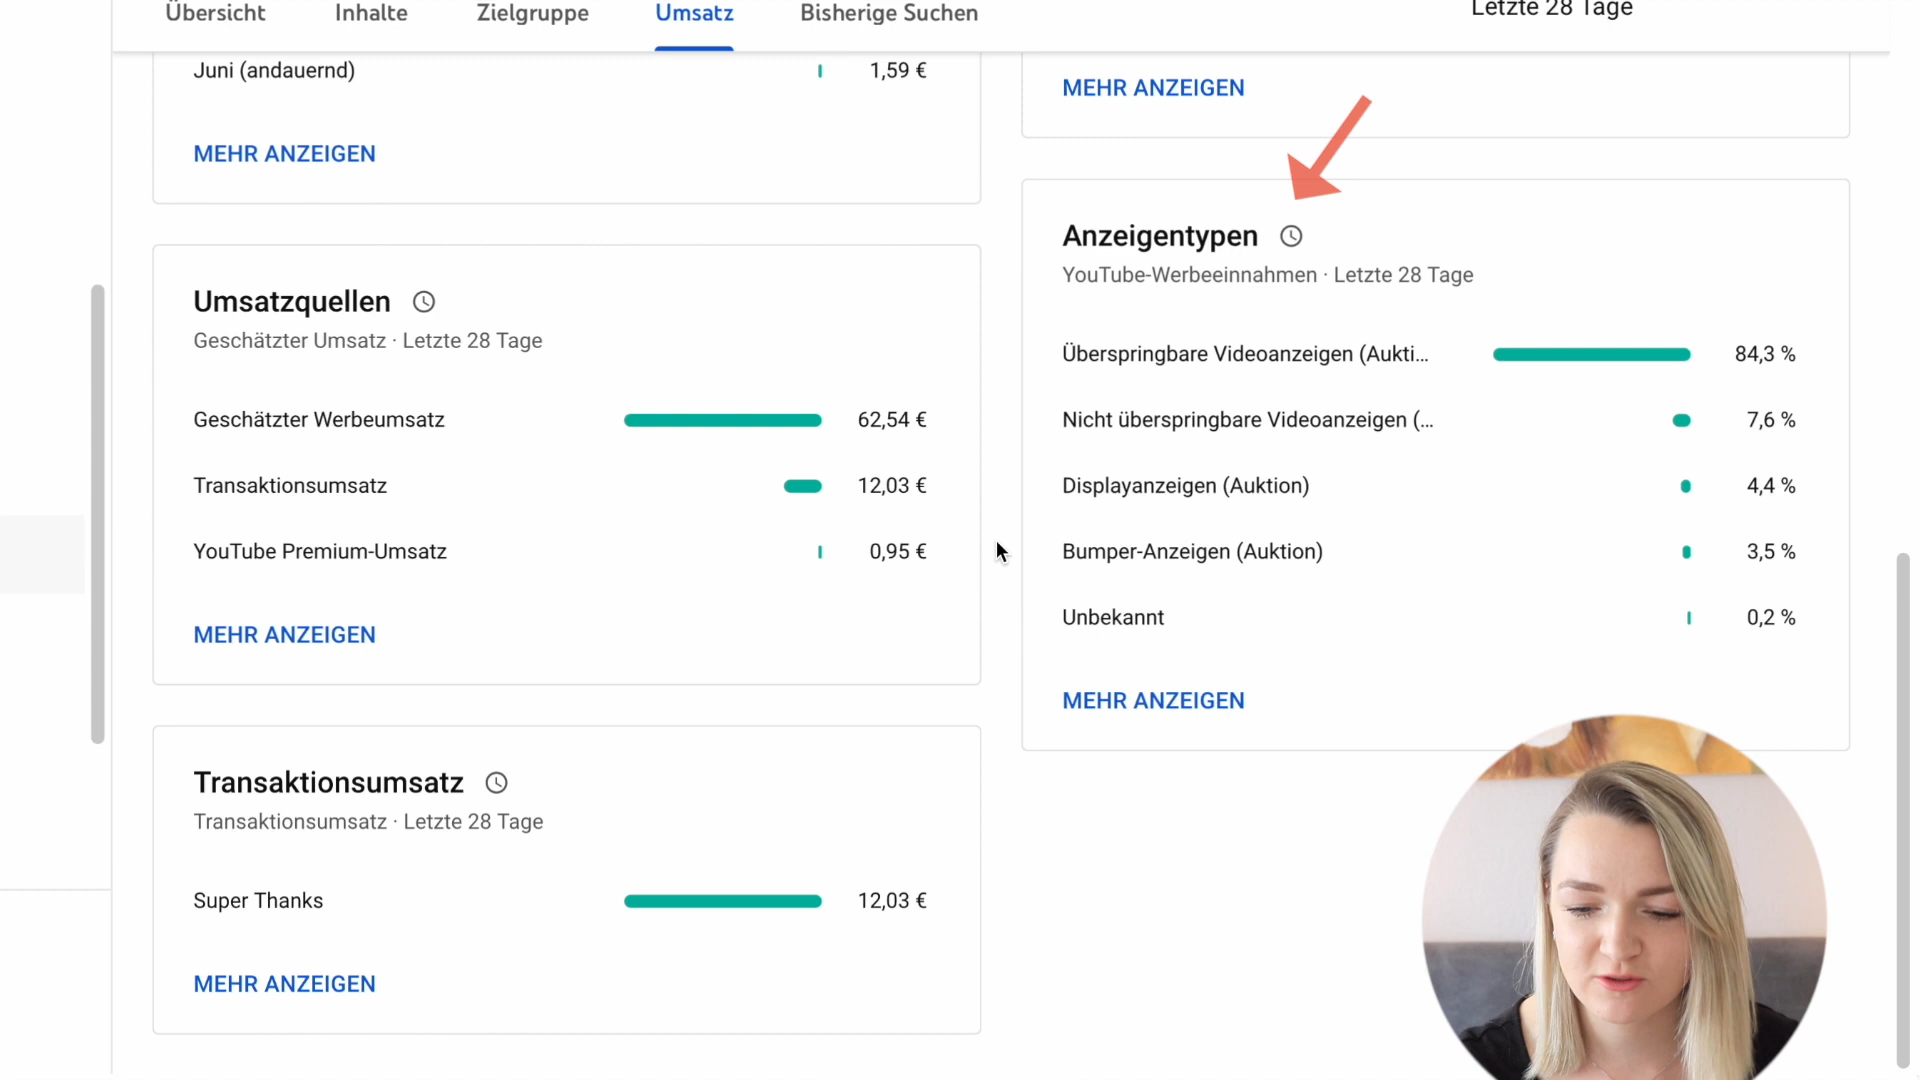 Übersicht
Inhalte
Zielgruppe
Umsatz
Bisherige Suchen
Letzte 28 Tage
Juni (andauernd)
1,59 €
MEHR ANZEIGEN
Umsatzquellen
Geschätzter Umsatz · Letzte 28 Tage
Geschätzter Werbeumsatz
62,54 €
Transaktionsumsatz
12,03 €
YouTube Premium-Umsatz
0,95 €
MEHR ANZEIGEN
Transaktionsumsatz
Transaktionsumsatz · Letzte 28 Tage
Super Thanks
12,03 €
MEHR ANZEIGEN
MEHR ANZEIGEN
Anzeigentypen
YouTube-Werbeeinnahmen · Letzte 28 Tage
Überspringbare Videoanzeigen (Aukti...
84,3 %
Nicht überspringbare Videoanzeigen (...
7,6 %
Displayanzeigen (Auktion)
4,4 %
Bumper-Anzeigen (Auktion)
3,5 %
Unbekannt
0,2 %
MEHR ANZEIGEN